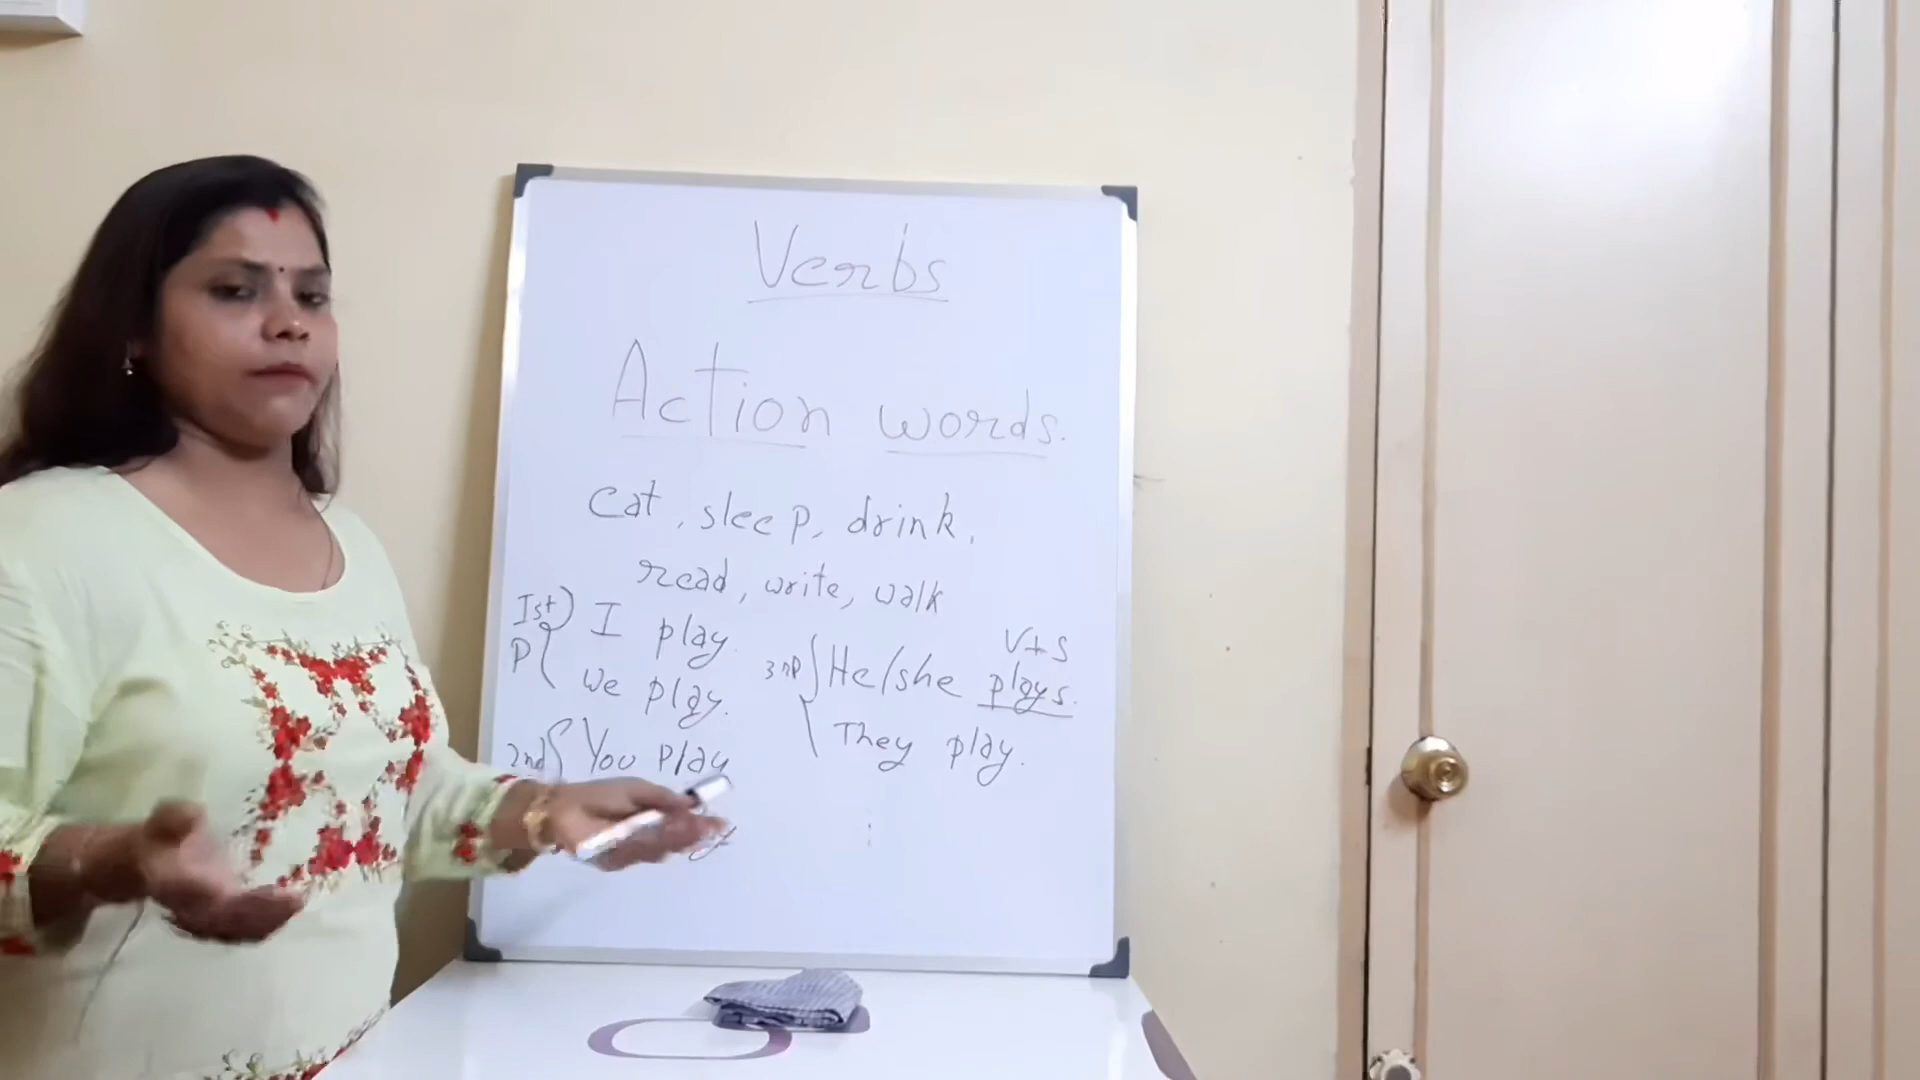 Verbs
Action words.
eat, sleep, drink,
read, write, walk
Ist P I play.
we play.
2nd You play
3rd P He/she plays.
V+s
They play.